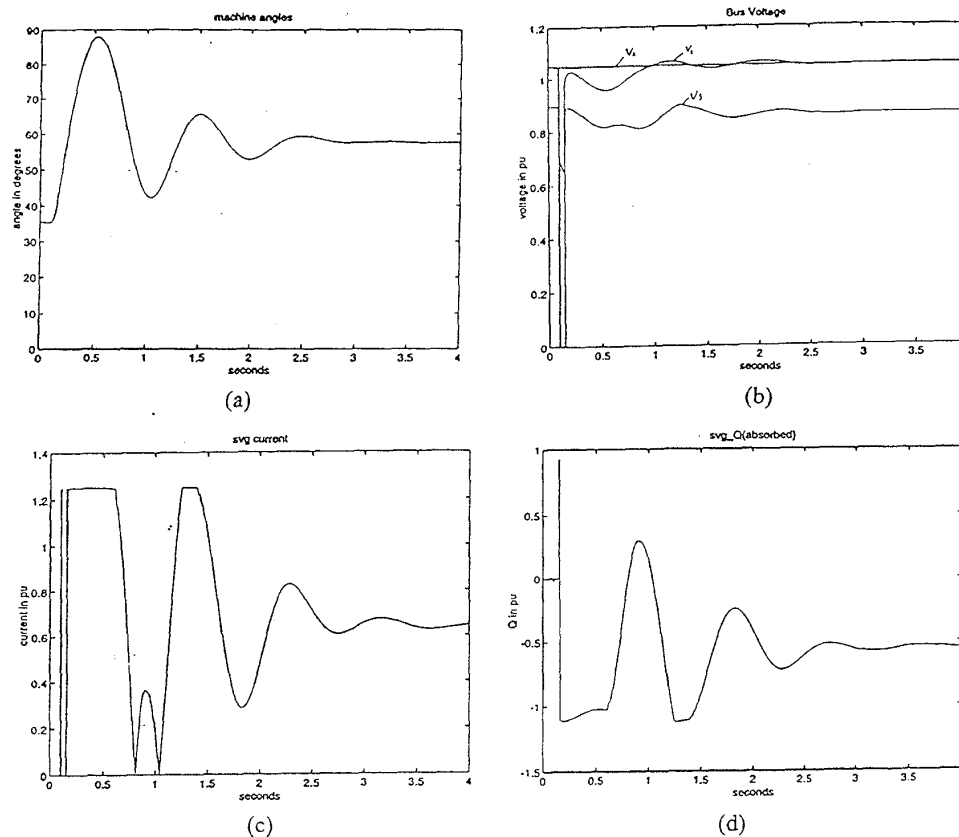 machine angles
90
80
70
60
50
40
30
20
10
0
angle in degrees
0 0.5 1 1.5 2 2.5 3 3.5 4
seconds
(a)
Bus Voltage
1.2
1
0.8
0.6
0.4
0.2
0
voltage in pu
V₁
V₃
0 0.5 1 1.5 2 2.5 3 3.5
seconds
(b)
svg current
1.4
1.2
1
0.8
0.6
0.4
0.2
0
current in pu
0 0.5 1 1.5 2 2.5 3 3.5 4
seconds
(c)
svg_Q(absorbed)
1
0.5
0
-0.5
-1
-1.5
Q in pu
0 0.5 1 1.5 2 2.5 3 3.5
seconds
(d)